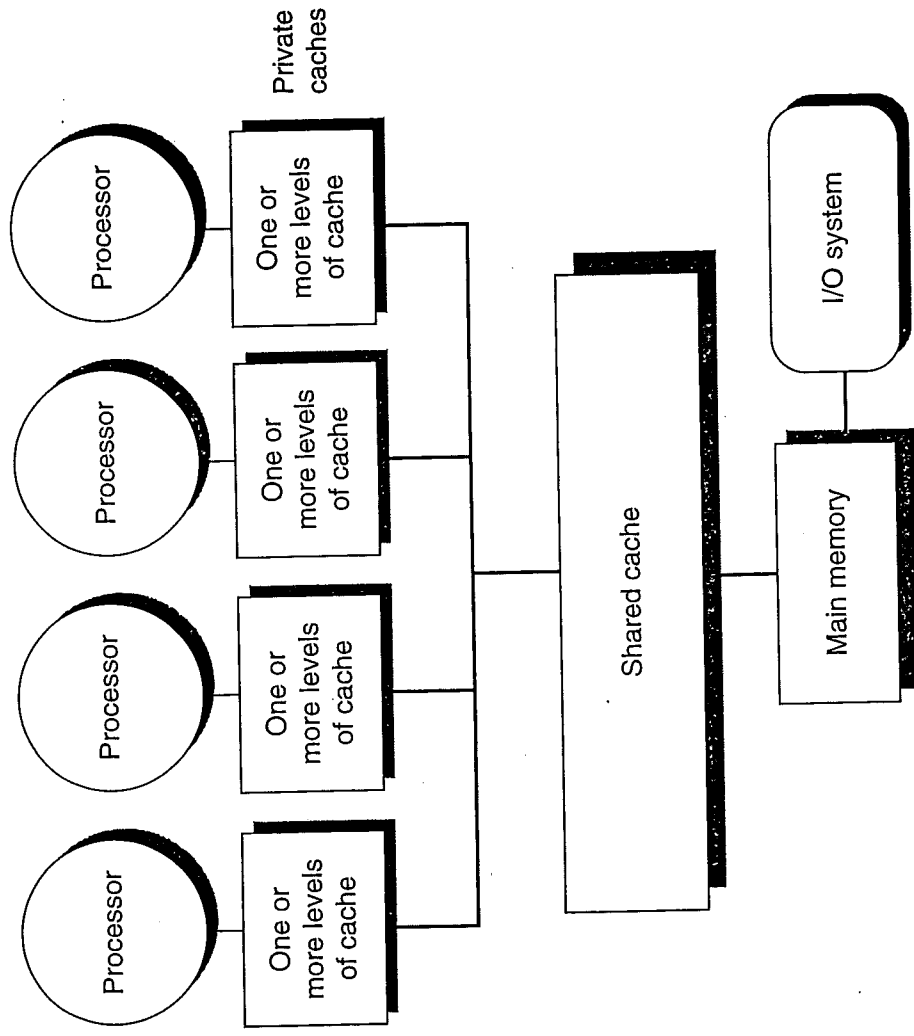 Processor
Processor
Processor
Processor
One or
more levels
of cache
One or
more levels
of cache
One or
more levels
of cache
One or
more levels
of cache
Private
caches
Shared cache
Main memory
I/O system